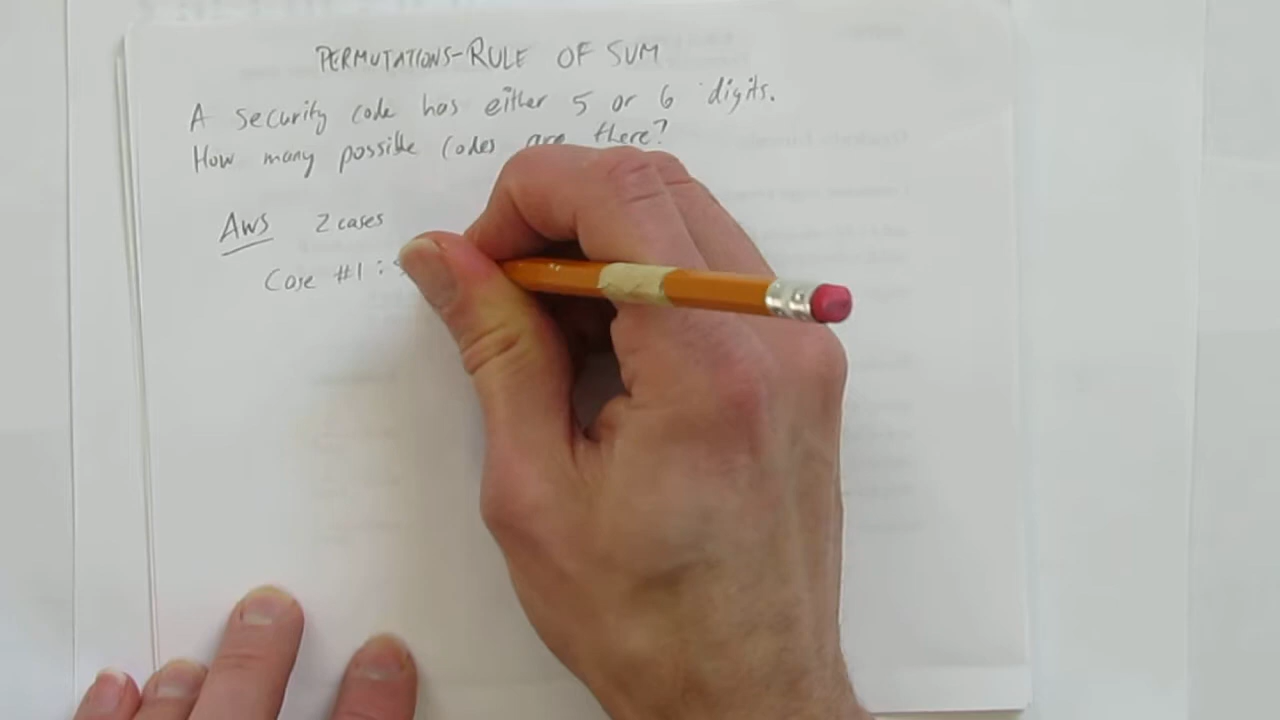 PERMUTATIONS-RULE OF SUM
A security code has either 5 or 6 digits.
How many possible codes are there?
Aws 2 cases
Case #1: